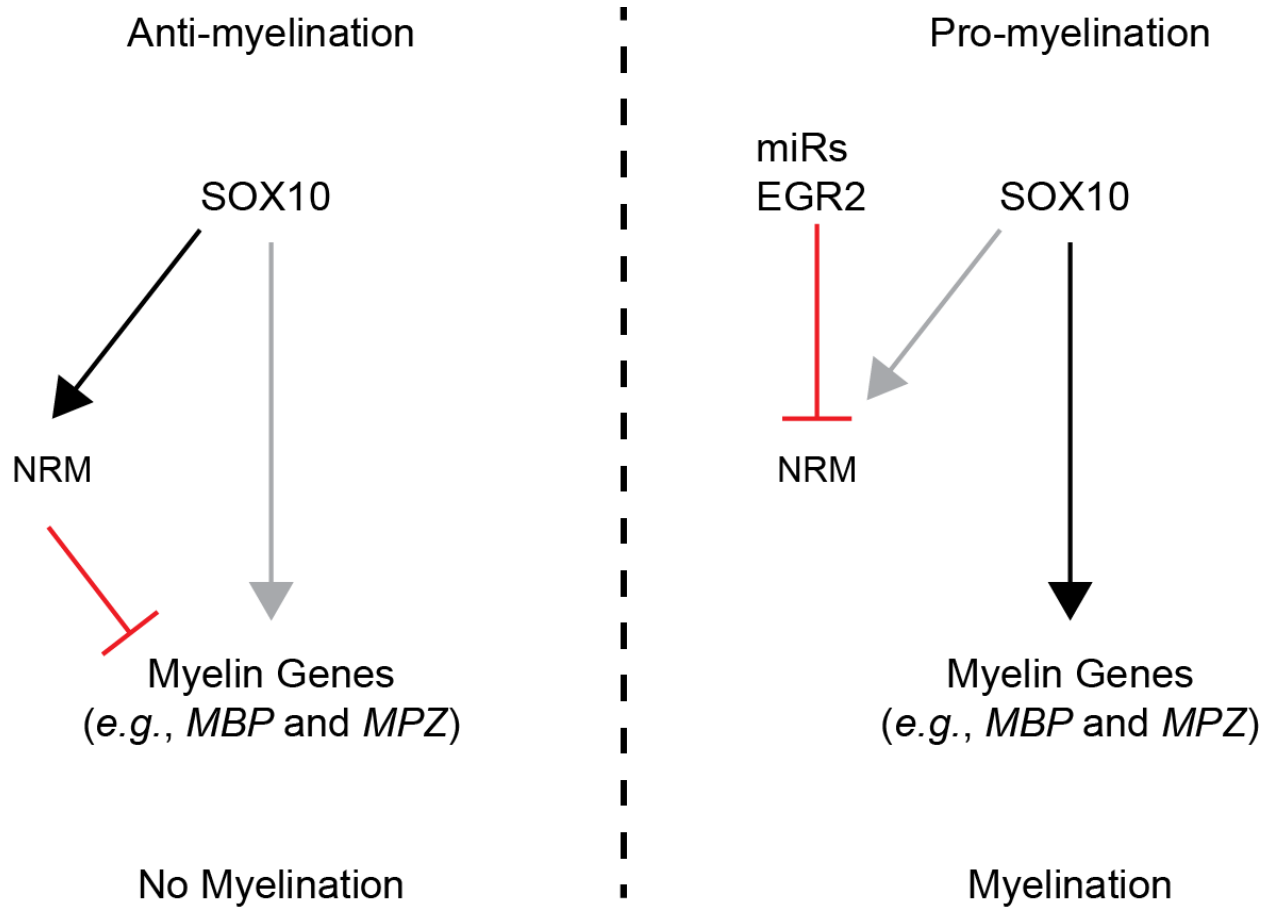 Anti-myelination
SOX10
NRM
Myelin Genes
(e.g., MBP and MPZ)
No Myelination
Pro-myelination
miRs
EGR2
SOX10
NRM
Myelin Genes
(e.g., MBP and MPZ)
Myelination